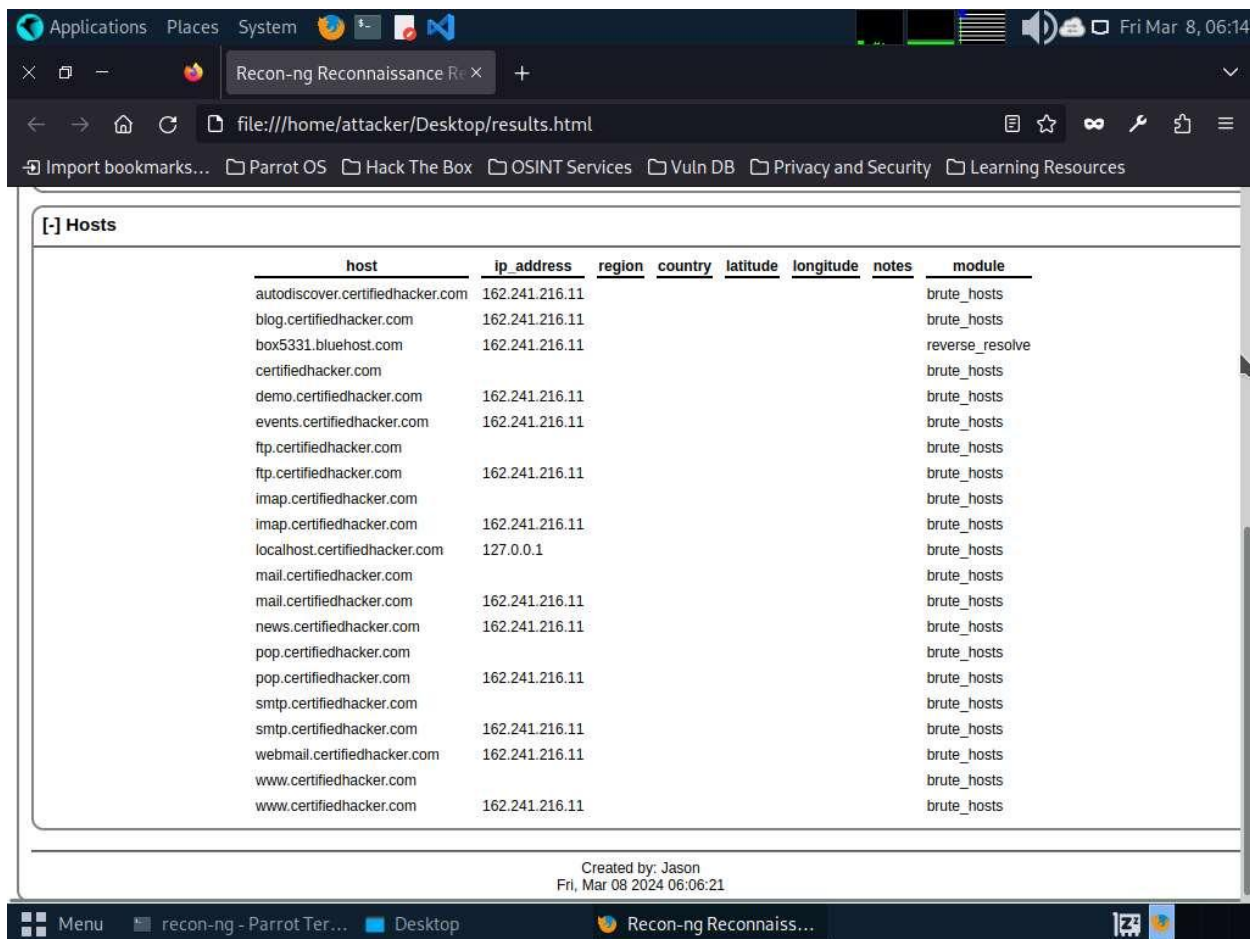 Applications Places System Fri Mar 8, 06:14
Recon-ng Reconnaissance Re
file:///home/attacker/Desktop/results.html
Import bookmarks... Parrot OS Hack The Box OSINT Services Vuln DB Privacy and Security Learning Resources
[-] Hosts
host ip_address region country latitude longitude notes module
autodiscover.certifiedhacker.com 162.241.216.11 brute_hosts
blog.certifiedhacker.com 162.241.216.11 brute_hosts
box5331.bluehost.com 162.241.216.11 reverse_resolve
certifiedhacker.com brute_hosts
demo.certifiedhacker.com 162.241.216.11 brute_hosts
events.certifiedhacker.com 162.241.216.11 brute_hosts
ftp.certifiedhacker.com brute_hosts
ftp.certifiedhacker.com 162.241.216.11 brute_hosts
imap.certifiedhacker.com brute_hosts
imap.certifiedhacker.com 162.241.216.11 brute_hosts
localhost.certifiedhacker.com 127.0.0.1 brute_hosts
mail.certifiedhacker.com brute_hosts
mail.certifiedhacker.com 162.241.216.11 brute_hosts
news.certifiedhacker.com 162.241.216.11 brute_hosts
pop.certifiedhacker.com brute_hosts
pop.certifiedhacker.com 162.241.216.11 brute_hosts
smtp.certifiedhacker.com brute_hosts
smtp.certifiedhacker.com 162.241.216.11 brute_hosts
webmail.certifiedhacker.com 162.241.216.11 brute_hosts
www.certifiedhacker.com brute_hosts
www.certifiedhacker.com 162.241.216.11 brute_hosts
Created by: Jason
Fri, Mar 08 2024 06:06:21
Menu recon-ng - Parrot Ter... Desktop Recon-ng Reconnaiss...